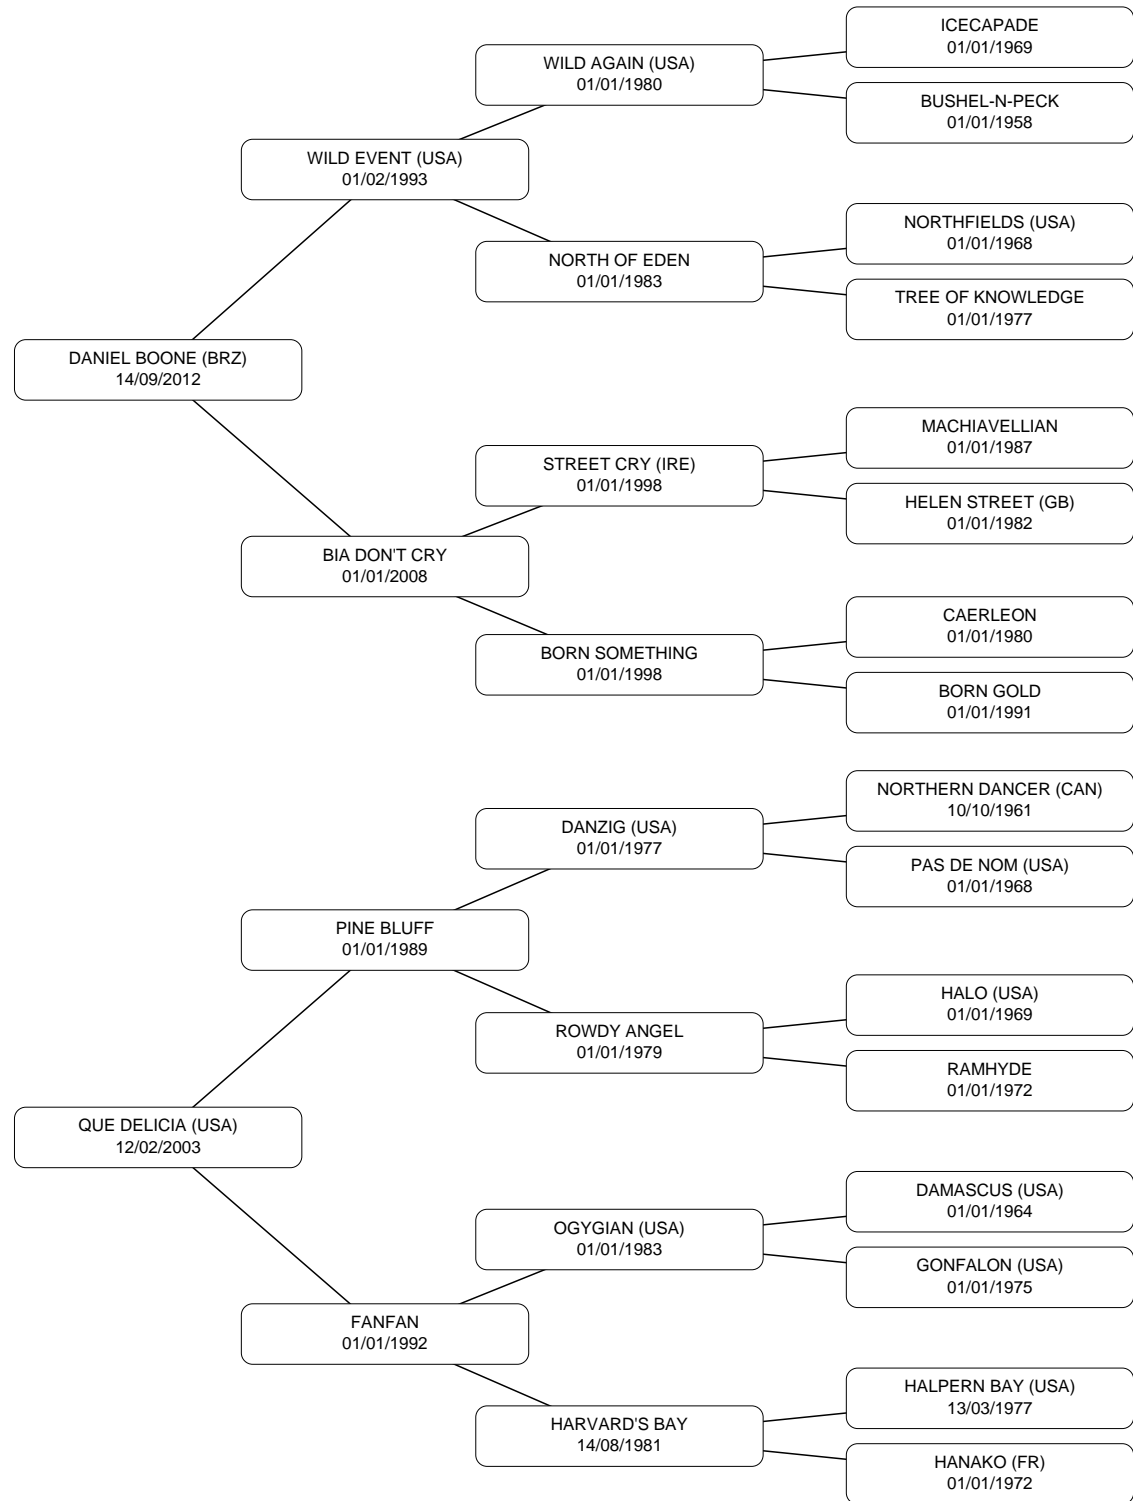 ICECAPADE
01/01/1969
WILD AGAIN (USA)
01/01/1980
BUSHEL-N-PECK
01/01/1958
WILD EVENT (USA)
01/02/1993
NORTHFIELDS (USA)
01/01/1968
NORTH OF EDEN
01/01/1983
TREE OF KNOWLEDGE
01/01/1977
DANIEL BOONE (BRZ)
14/09/2012
MACHIAVELLIAN
01/01/1987
STREET CRY (IRE)
01/01/1998
HELEN STREET (GB)
01/01/1982
BIA DON'T CRY
01/01/2008
CAERLEON
01/01/1980
BORN SOMETHING
01/01/1998
BORN GOLD
01/01/1991
NORTHERN DANCER (CAN)
10/10/1961
DANZIG (USA)
01/01/1977
PAS DE NOM (USA)
01/01/1968
PINE BLUFF
01/01/1989
HALO (USA)
01/01/1969
ROWDY ANGEL
01/01/1979
RAMHYDE
01/01/1972
QUE DELICIA (USA)
12/02/2003
DAMASCUS (USA)
01/01/1964
OGYGIAN (USA)
01/01/1983
GONFALON (USA)
01/01/1975
FANFAN
01/01/1992
HALPERN BAY (USA)
13/03/1977
HARVARD'S BAY
14/08/1981
HANAKO (FR)
01/01/1972